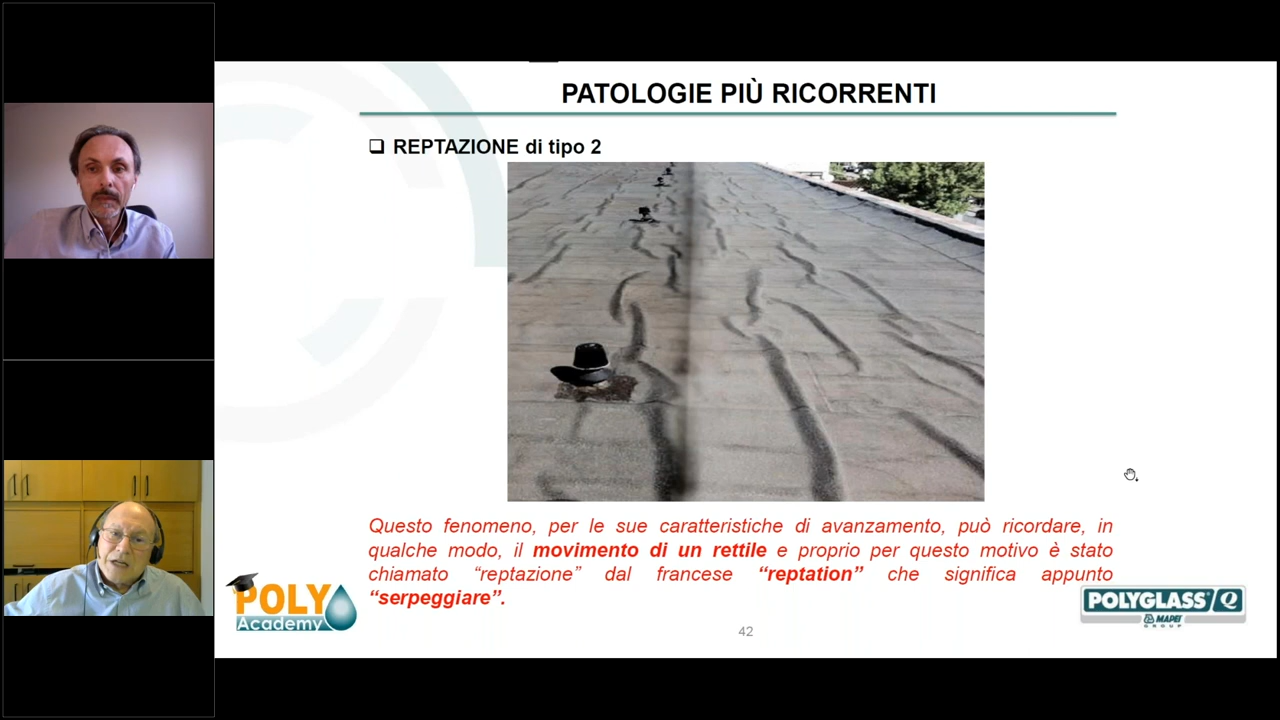 PATOLOGIE PIÙ RICORRENTI
❑ REPTAZIONE di tipo 2
Questo fenomeno, per le sue caratteristiche di avanzamento, può ricordare, in
qualche modo, il movimento di un rettile e proprio per questo motivo è stato
chiamato “reptazione” dal francese “reptation” che significa appunto
“serpeggiare”.
POLY
Academy
POLYGLASS
MAPEI
GROUP
42